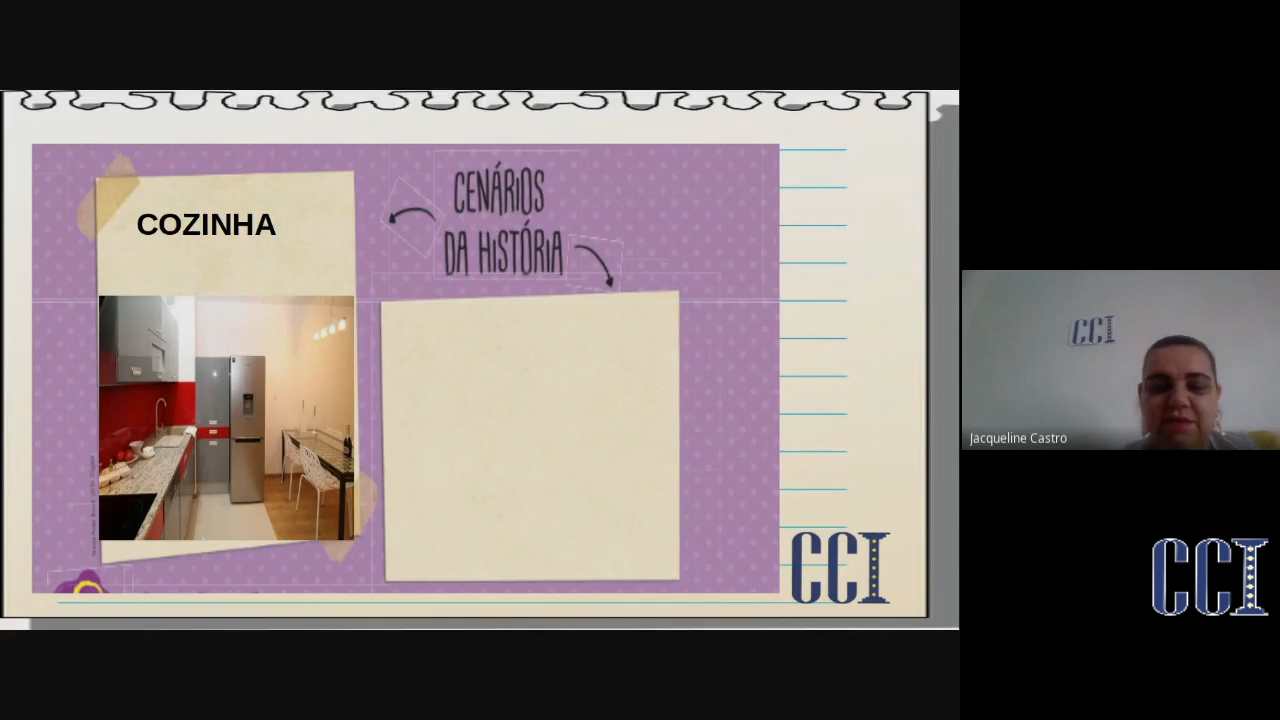 CENÁRIOS
DA HISTÓRIA
COZINHA
CCI
CCI
Jacqueline Castro
CCI